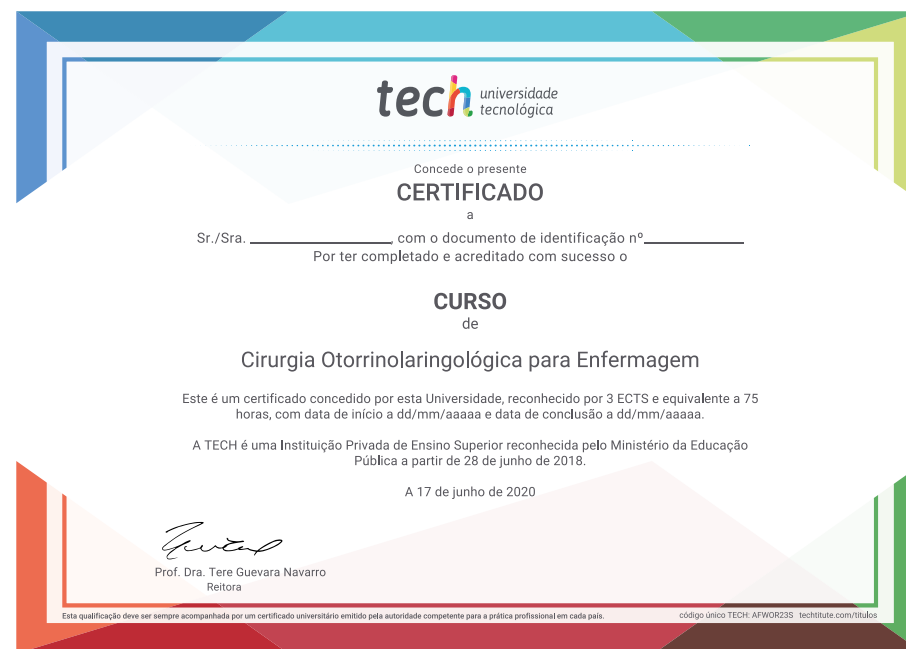 tech universidade
tecnológica
Concede o presente
CERTIFICADO
a
Sr./Sra. ____________________, com o documento de identificação nº______________
Por ter completado e acreditado com sucesso o
CURSO
de
Cirurgia Otorrinolaringológica para Enfermagem
Este é um certificado concedido por esta Universidade, reconhecido por 3 ECTS e equivalente a 75
horas, com data de início a dd/mm/aaaaa e data de conclusão a dd/mm/aaaaa.
A TECH é uma Instituição Privada de Ensino Superior reconhecida pelo Ministério da Educação
Pública a partir de 28 de junho de 2018.
A 17 de junho de 2020
Prof. Dra. Tere Guevara Navarro
Reitora
Esta qualificação deve ser sempre acompanhada por um certificado universitário emitido pela autoridade competente para a prática profissional em cada país.
código único TECH: AFWOR23S techtitute.com/titulos